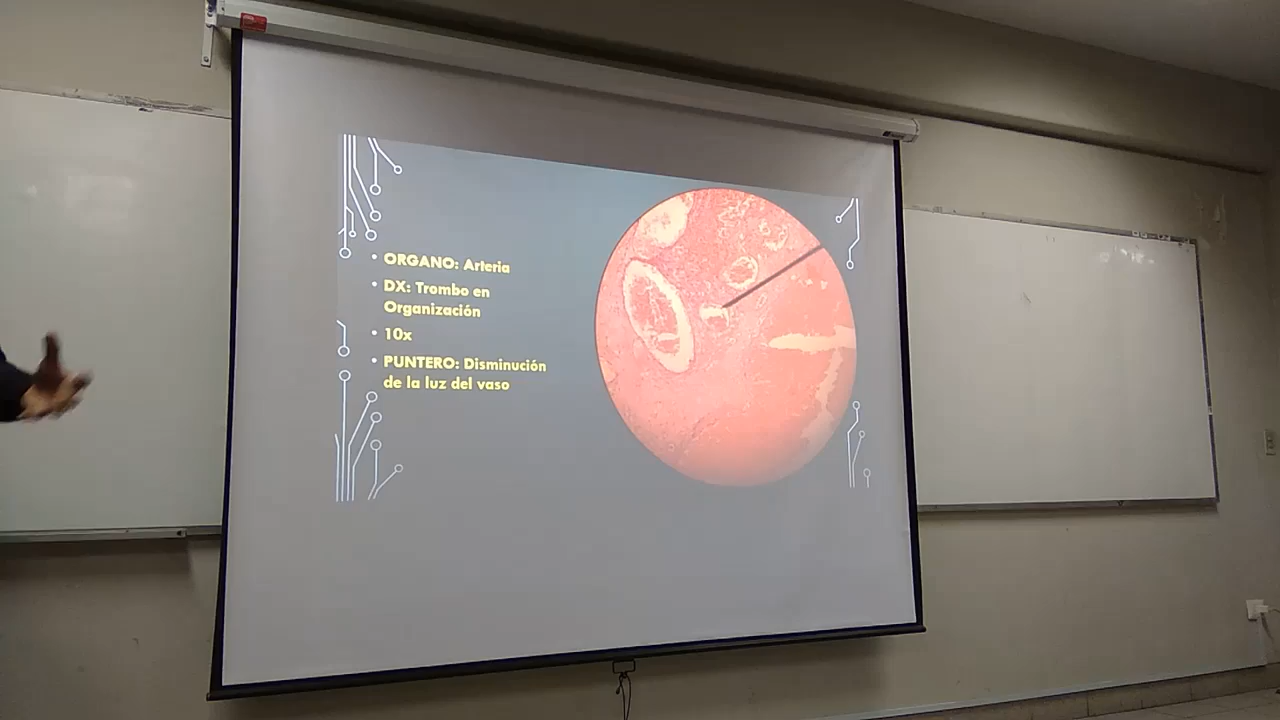 • ORGANO: Arteria
• DX: Trombo en
Organización
• 10x
• PUNTERO: Disminución
de la luz del vaso